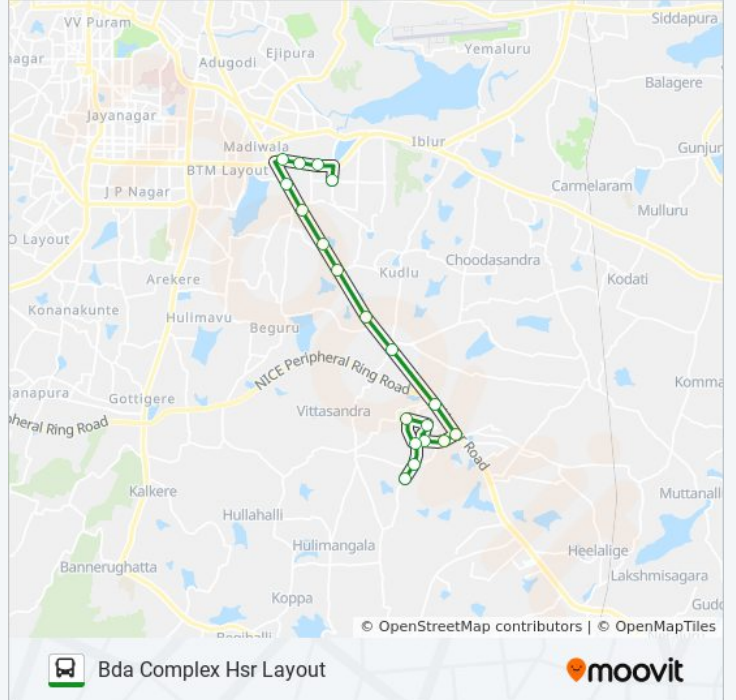 VV Puram
Siddapura
Yemaluru
Ejipura
nagar
Adugodi
Balagere
Jayanagar
Madiwala
Iblur
Gunjur
BTM Layout
Carmelaram
J P Nagar
Mulluru
O Layout
Choodasandra
Kudlu
Kodati
Arekere
Konanakunte
Hulimavu
Beguru
NICE Peripheral Ring Road
Komma
anapura
Gottigere
Vittasandra
pheral Ring Road
Road
Kalkere
Muttanall
Hullahalli
Hulimangala
Heelalige
Bannerughatta
Lakshmisagara
Koppa
Gudd
© OpenStreetMap contributors | © OpenMapTiles
Bda Complex Hsr Layout
moovit